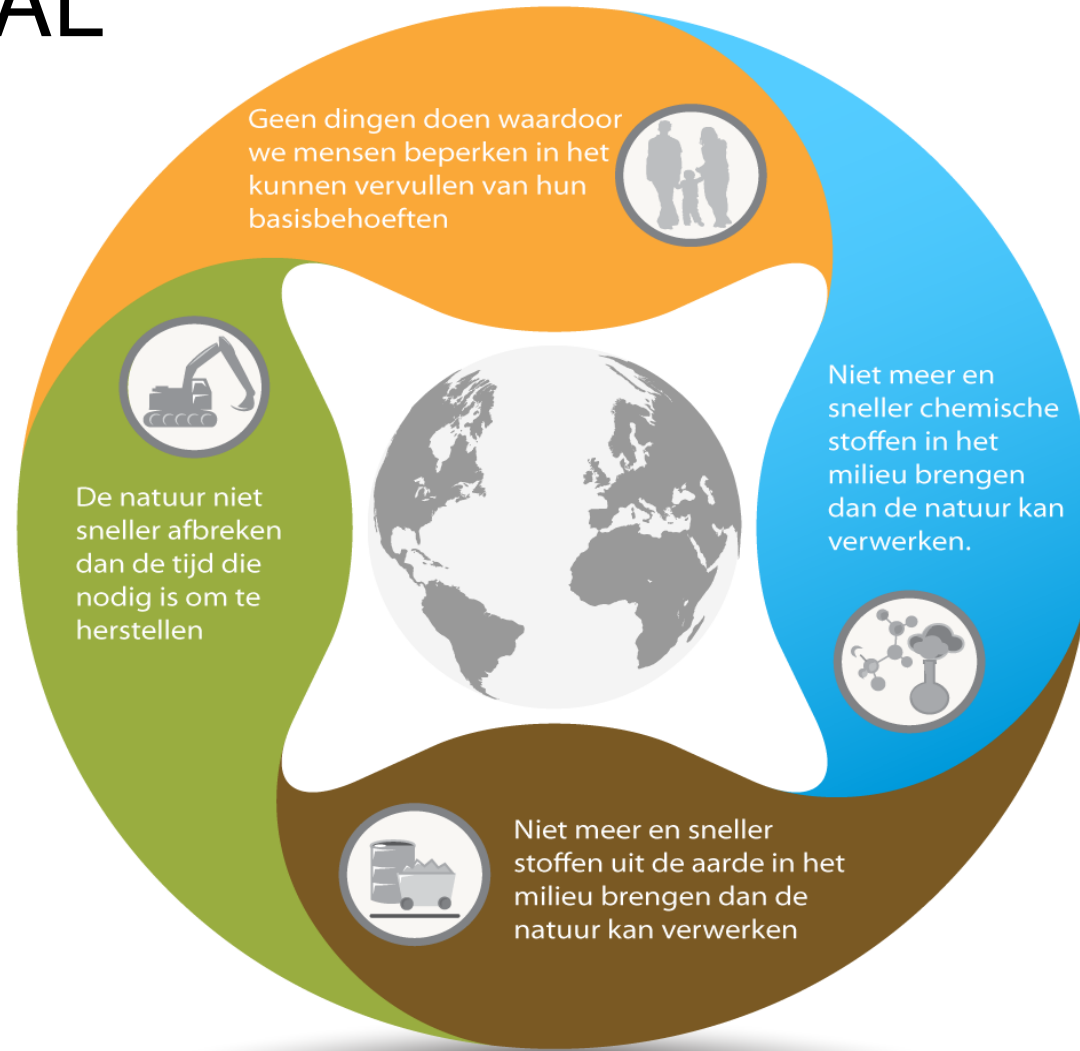 AL
Geen dingen doen waardoor
we mensen beperken in het
kunnen vervullen van hun
basisbehoeften
Niet meer en
sneller chemische
stoffen in het
milieu brengen
dan de natuur kan
verwerken.
De natuur niet
sneller afbreken
dan de tijd die
nodig is om te
herstellen
Niet meer en sneller
stoffen uit de aarde in het
milieu brengen dan de
natuur kan verwerken